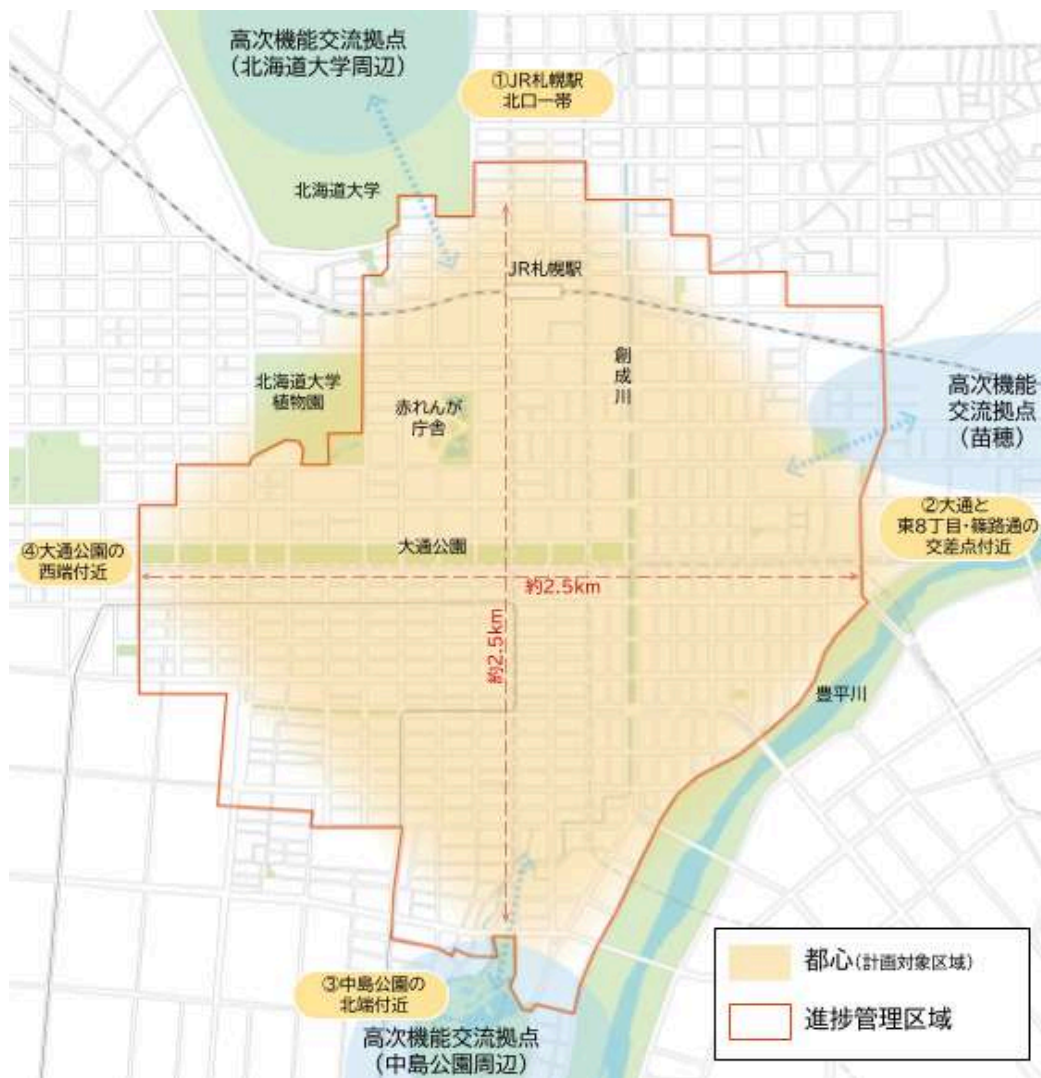 高次機能交流拠点
（北海道大学周辺）
①JR札幌駅
北口一帯
北海道大学
JR札幌駅
創成川
北海道大学
植物園
赤れんが
庁舎
高次機能
交流拠点
（苗穂）
②大通と
東8丁目・篠路通の
交差点付近
④大通公園の
西端付近
大通公園
約2.5km
約2.5km
豊平川
③中島公園の
北端付近
高次機能交流拠点
（中島公園周辺）
都心（計画対象区域）
進捗管理区域